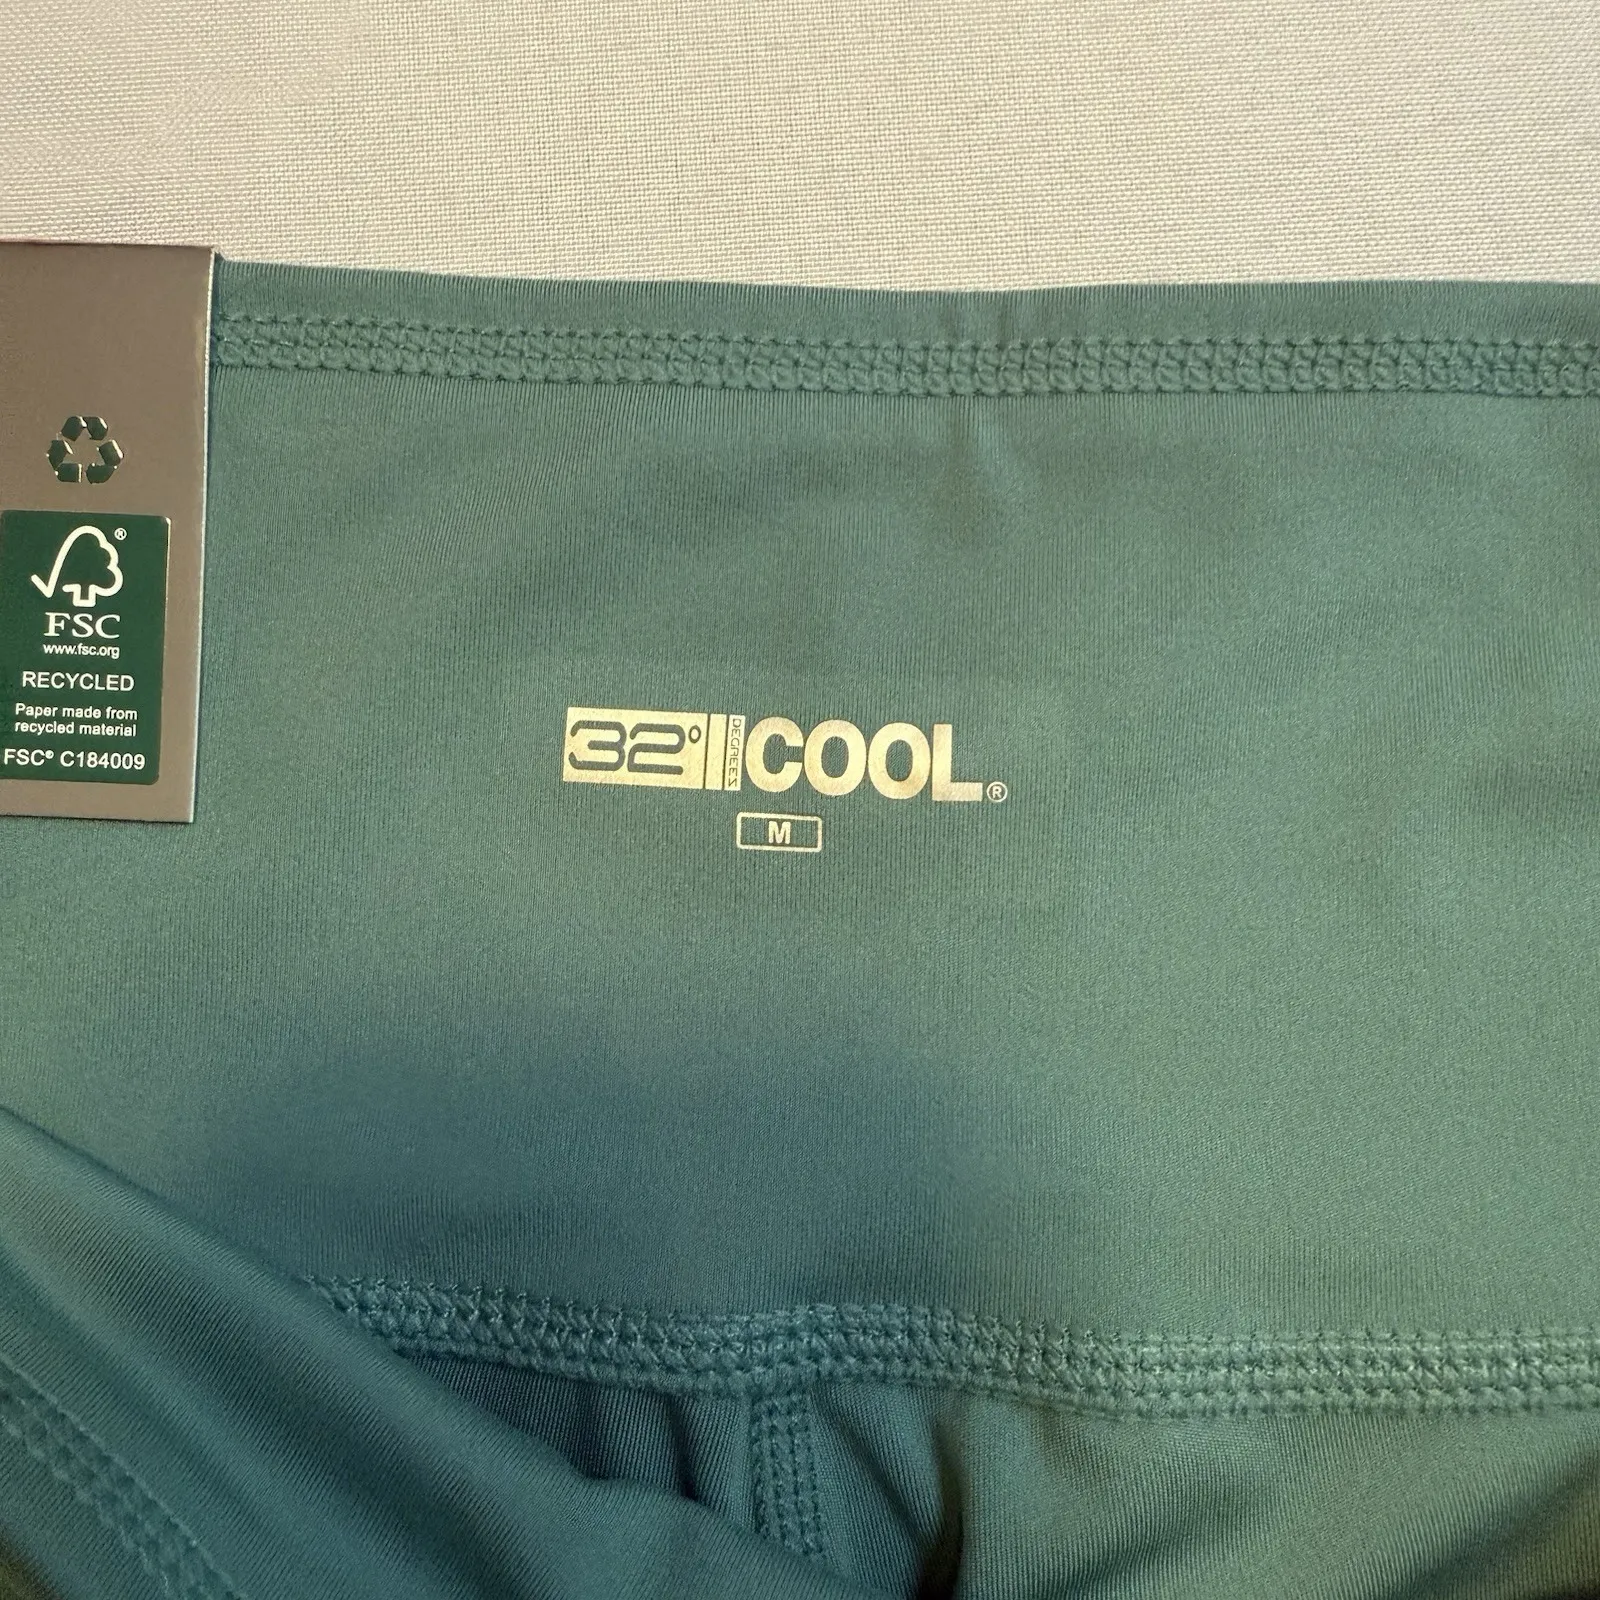 ®
FSC
www.fsc.org
RECYCLED
Paper made from
recycled material
FSC® C184009
32° DEGREES COOL®
M